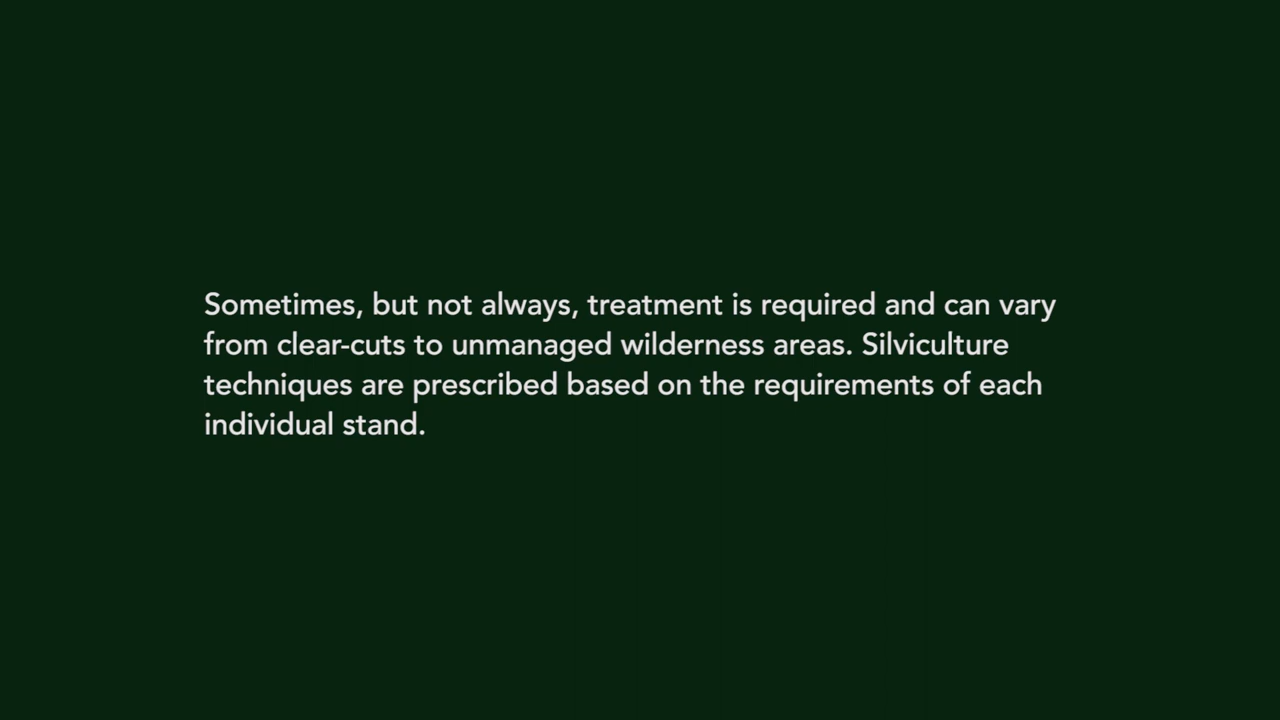 Sometimes, but not always, treatment is required and can vary
from clear-cuts to unmanaged wilderness areas. Silviculture
techniques are prescribed based on the requirements of each
individual stand.